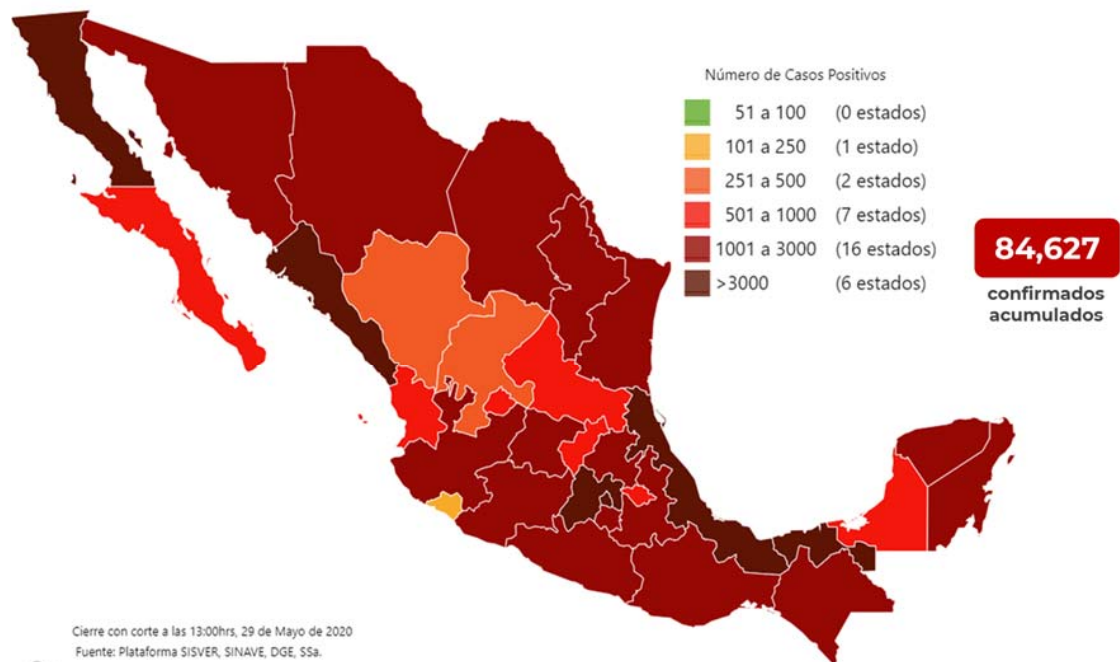 Número de Casos Positivos
51 a 100 (0 estados)
101 a 250 (1 estado)
251 a 500 (2 estados)
501 a 1000 (7 estados)
1001 a 3000 (16 estados)
>3000 (6 estados)
84,627
confirmados
acumulados
Cierre con corte a las 13:00hrs, 29 de Mayo de 2020
Fuente: Plataforma SISVER, SINAVE, DGE, SSa.